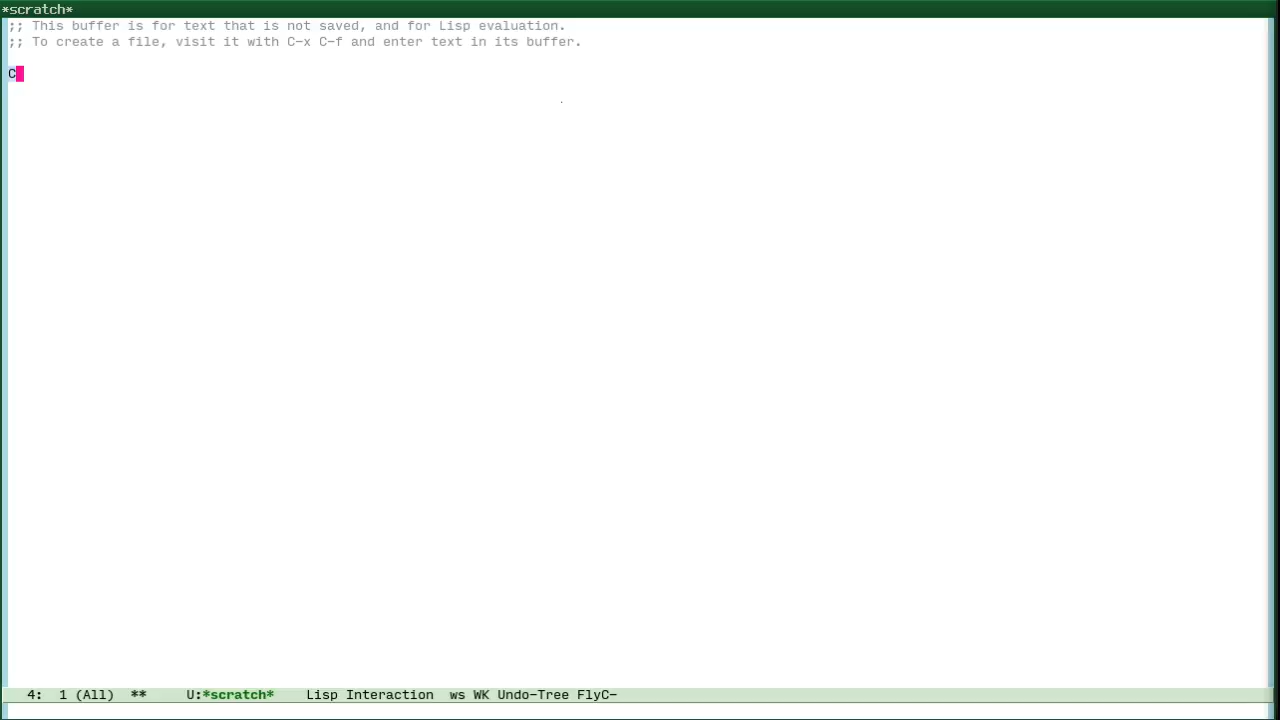 *scratch*
;; This buffer is for text that is not saved, and for Lisp evaluation.
;; To create a file, visit it with C-x C-f and enter text in its buffer.
C
4:  1 (All)  **     U:*scratch*    Lisp Interaction  ws WK Undo-Tree FlyC-